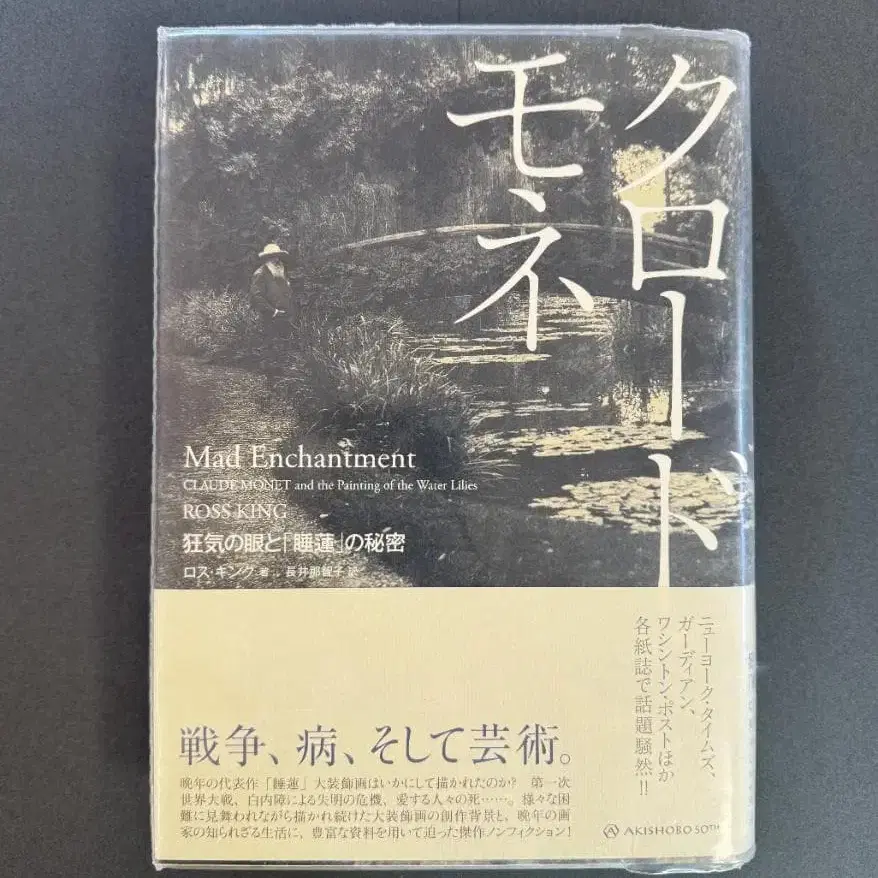 クロード
モネ
Mad Enchantment
CLAUDE MONET and the Painting of the Water Lilies
ROSS KING
狂気の眼と「睡蓮」の秘密
ロス・キング 著 長井那智子 訳
ニューヨーク・タイムズ、
ガーディアン、
ワシントン・ポストほか
各紙誌で話題騒然!!
戦争、病、そして芸術。
晩年の代表作「睡蓮」大装飾画はいかにして描かれたのか? 第一次
世界大戦、白内障による失明の危機、愛する人々の死……。様々な困
難に見舞われながら描かれ続けた大装飾画の創作背景と、晩年の画
家の知られざる生活に、豊富な資料を用いて迫った傑作ノンフィクション!
AKISHOBO